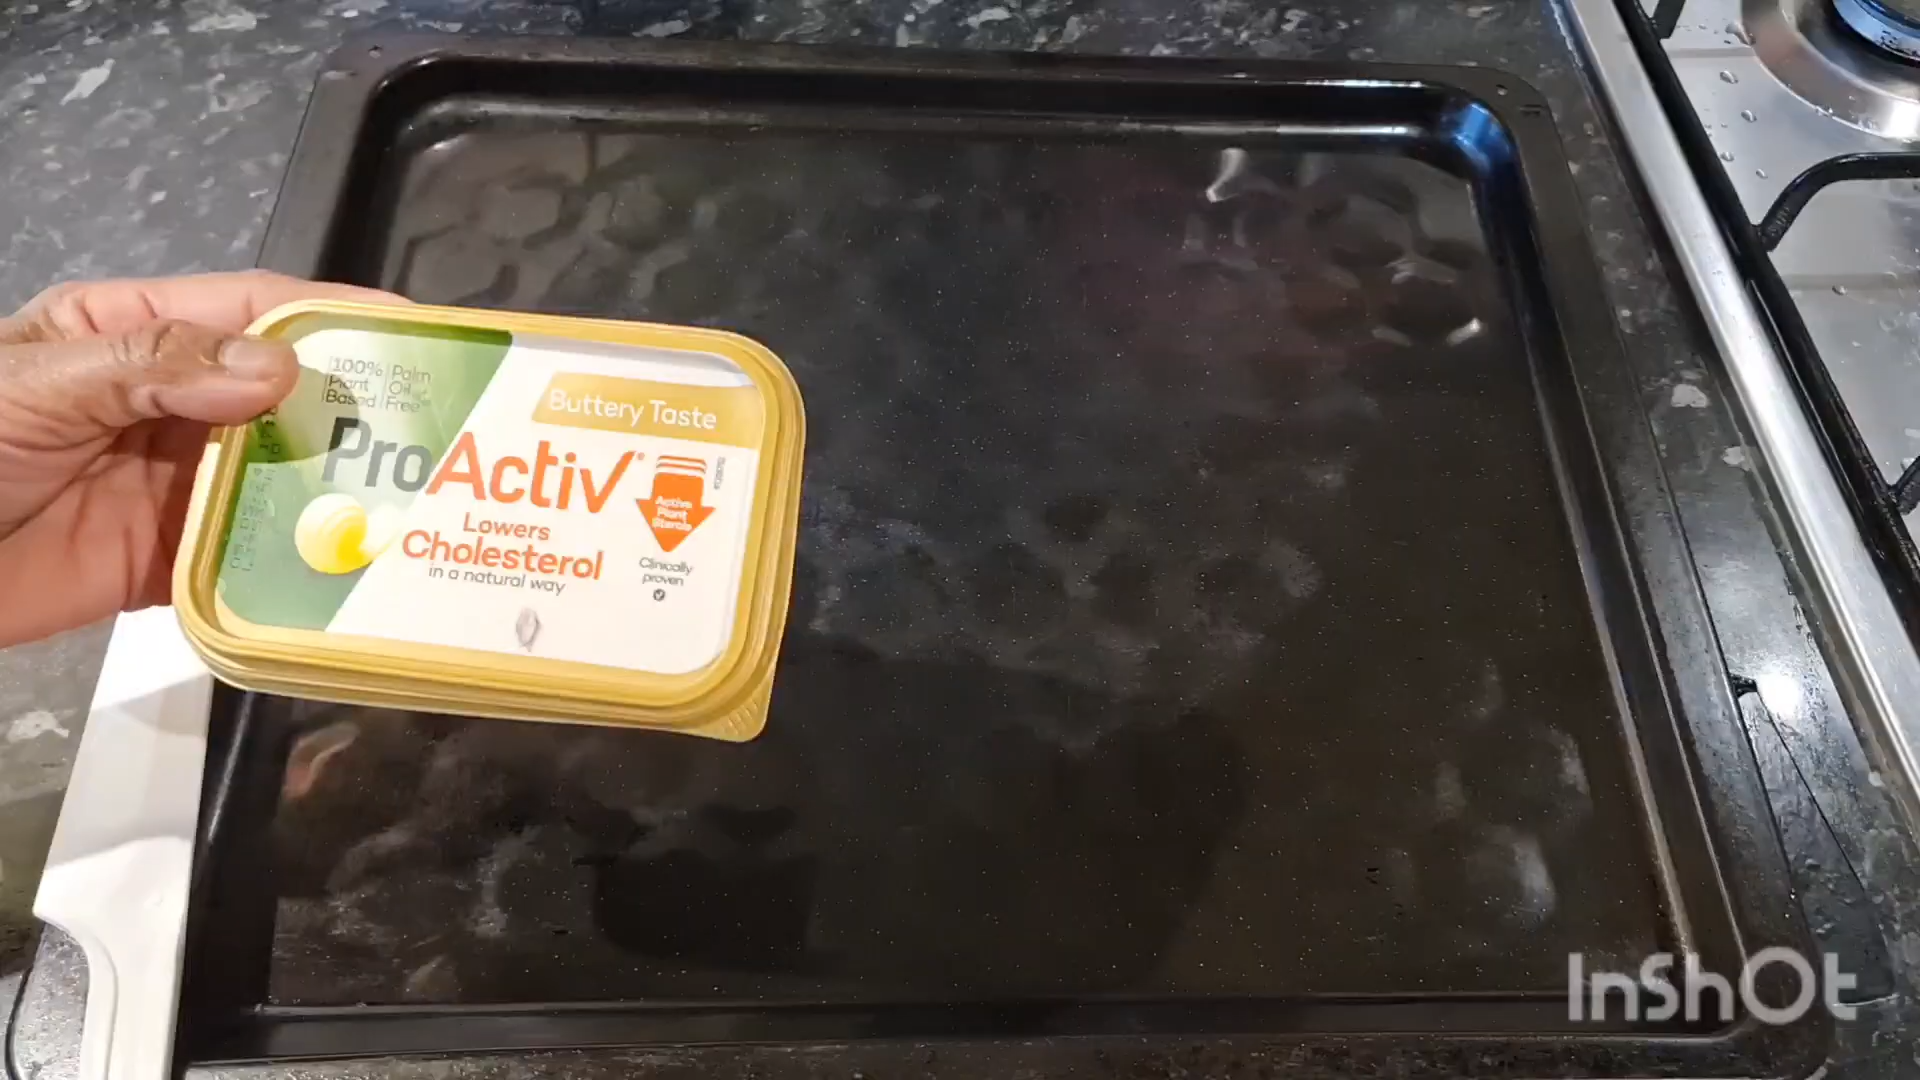 100%
Plant
Based
Palm
Oil
Free
Buttery Taste
ProActiv
Lowers
Cholesterol
in a natural way
Active
Plant
Sterols
Clinically
proven
InShOt